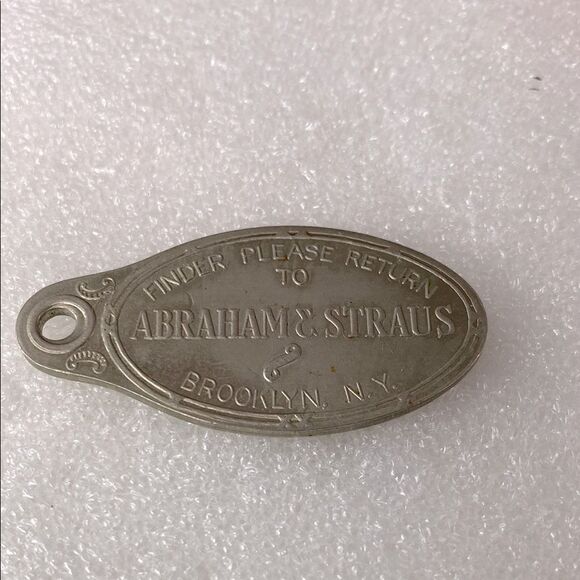 FINDER PLEASE RETURN
TO
ABRAHAM & STRAUS
BROOKLYN, N.Y.